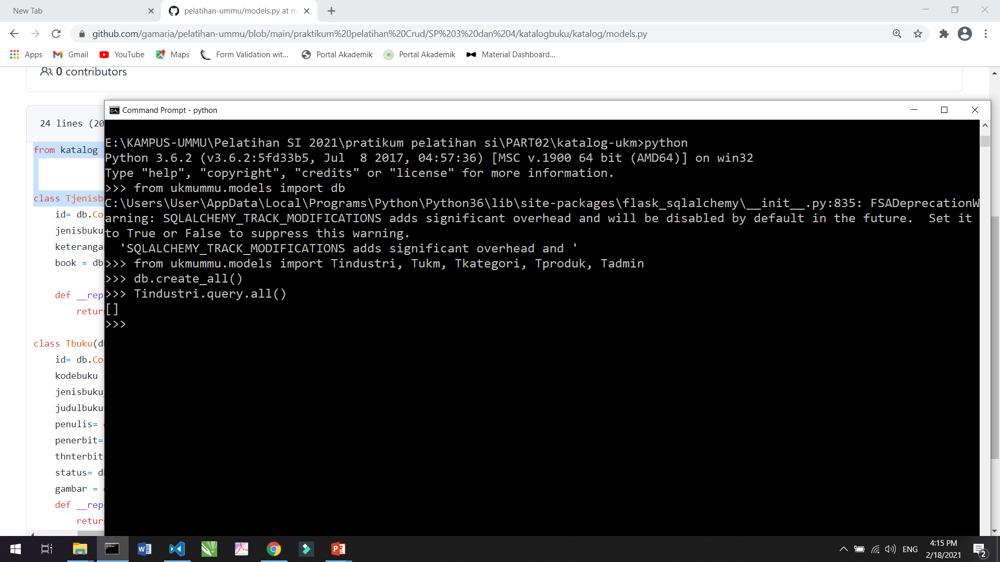 New Tab
pelatihan-ummu/models.py at m
github.com/gamaria/pelatihan-ummu/blob/main/praktikum%20pelatihan%20Crud/SP%203%20dan%204/katalogbuku/katalog/models.py
Apps Gmail YouTube Maps Form Validation wit... Portal Akademik Portal Akademik Material Dashboard...
0 contributors
24 lines (20
Command Prompt - python
E:\KAMPUS-UMMU\Pelatihan SI 2021\pratikum pelatihan si\PART02\katalog-ukm>python
Python 3.6.2 (v3.6.2:5fd33b5, Jul  8 2017, 04:57:36) [MSC v.1900 64 bit (AMD64)] on win32
Type "help", "copyright", "credits" or "license" for more information.
>>> from ukmummu.models import db
C:\Users\User\AppData\Local\Programs\Python\Python36\lib\site-packages\flask_sqlalchemy\__init__.py:835: FSADeprecationW
arning: SQLALCHEMY_TRACK_MODIFICATIONS adds significant overhead and will be disabled by default in the future.  Set it
to True or False to suppress this warning.
  'SQLALCHEMY_TRACK_MODIFICATIONS adds significant overhead and '
>>> from ukmummu.models import Tindustri, Tukm, Tkategori, Tproduk, Tadmin
>>> db.create_all()
>>> Tindustri.query.all()
[]
>>>
from katalog
class Tjenisb
id= db.Co
jenisbuku
keterangan
book = db
def __rep
retur
class Tbuku(d
id= db.Co
kodebuku
jenisbuku
judulbuku
penulis=
penerbit=
thnterbit
status= d
gambar =
def __rep
retur
ENG
4:15 PM
2/18/2021
2